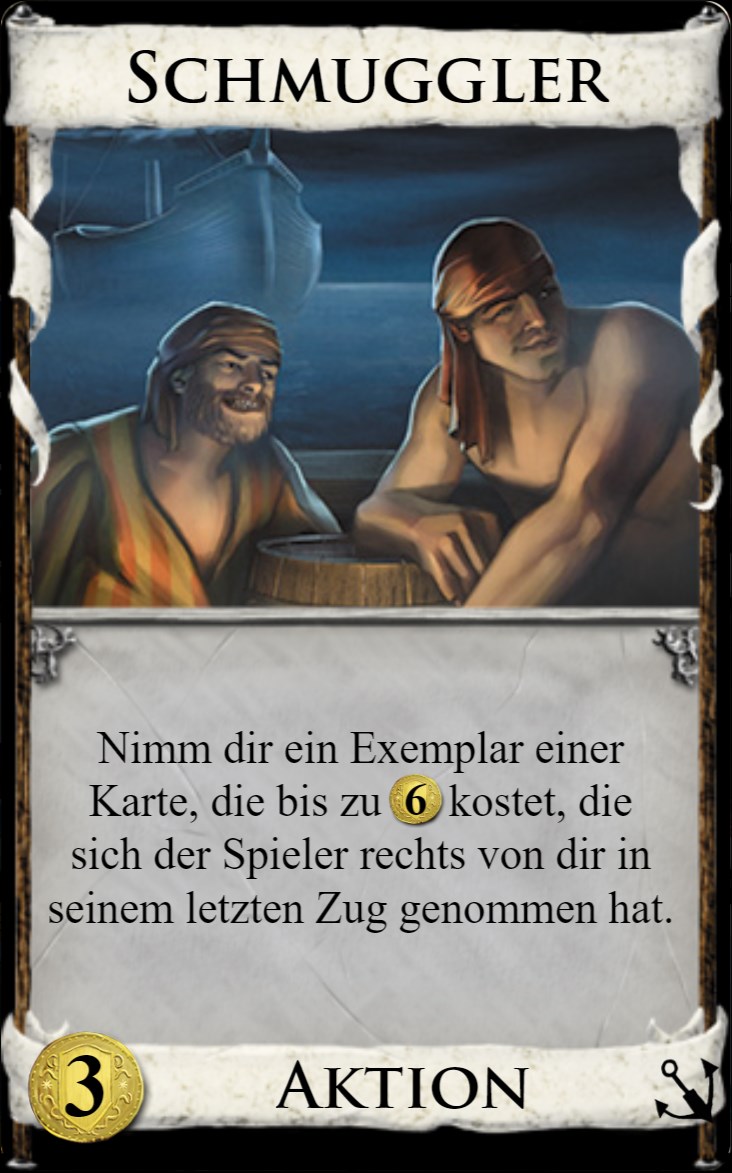 Schmuggler
Nimm dir ein Exemplar einer
Karte, die bis zu 6 kostet, die
sich der Spieler rechts von dir in
seinem letzten Zug genommen hat.
3 Aktion